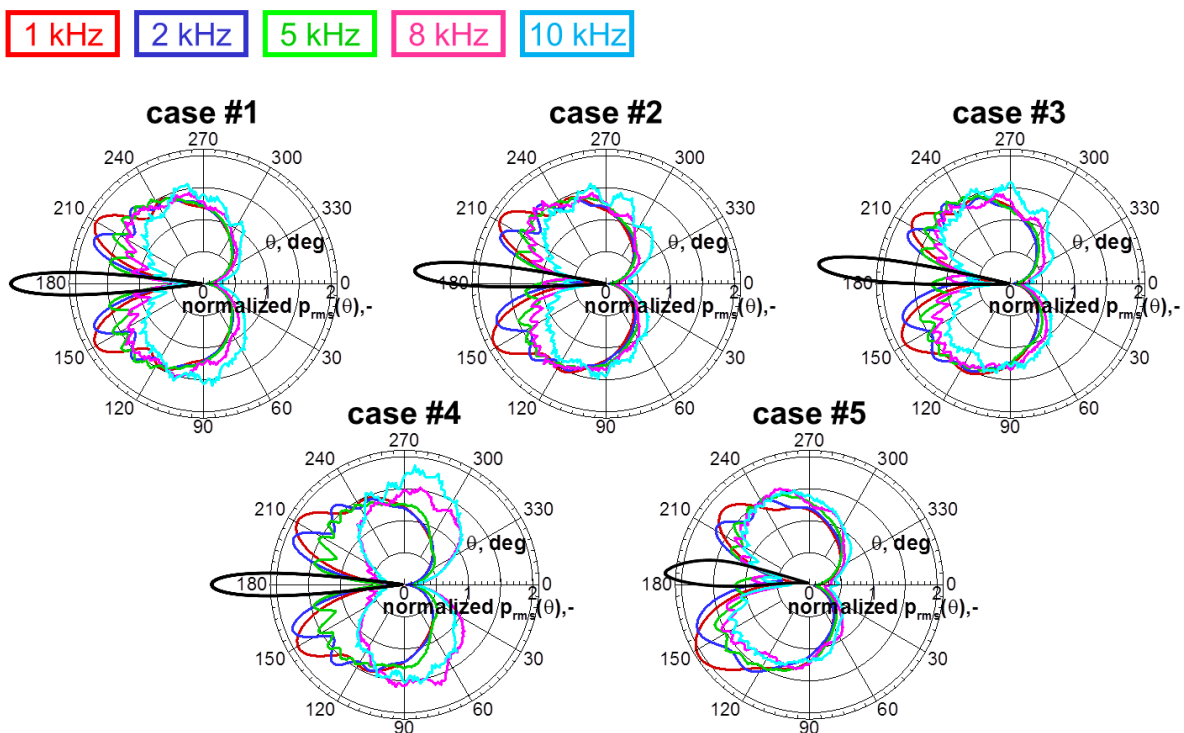 1 kHz 2 kHz 5 kHz 8 kHz 10 kHz
case #1
270
240 300
210 330
θ, deg
180 0 1 2 0
normalized prms(θ),-
150 30
120 60
90
case #2
270
240 300
210 330
θ, deg
180 0 1 2 0
normalized prms(θ),-
150 30
120 60
90
case #3
270
240 300
210 330
θ, deg
180 0 1 2 0
normalized prms(θ),-
150 30
120 60
90
case #4
270
240 300
210 330
θ, deg
180 0 1 2 0
normalized prms(θ),-
150 30
120 60
90
case #5
270
240 300
210 330
θ, deg
180 0 1 2 0
normalized prms(θ),-
150 30
120 60
90